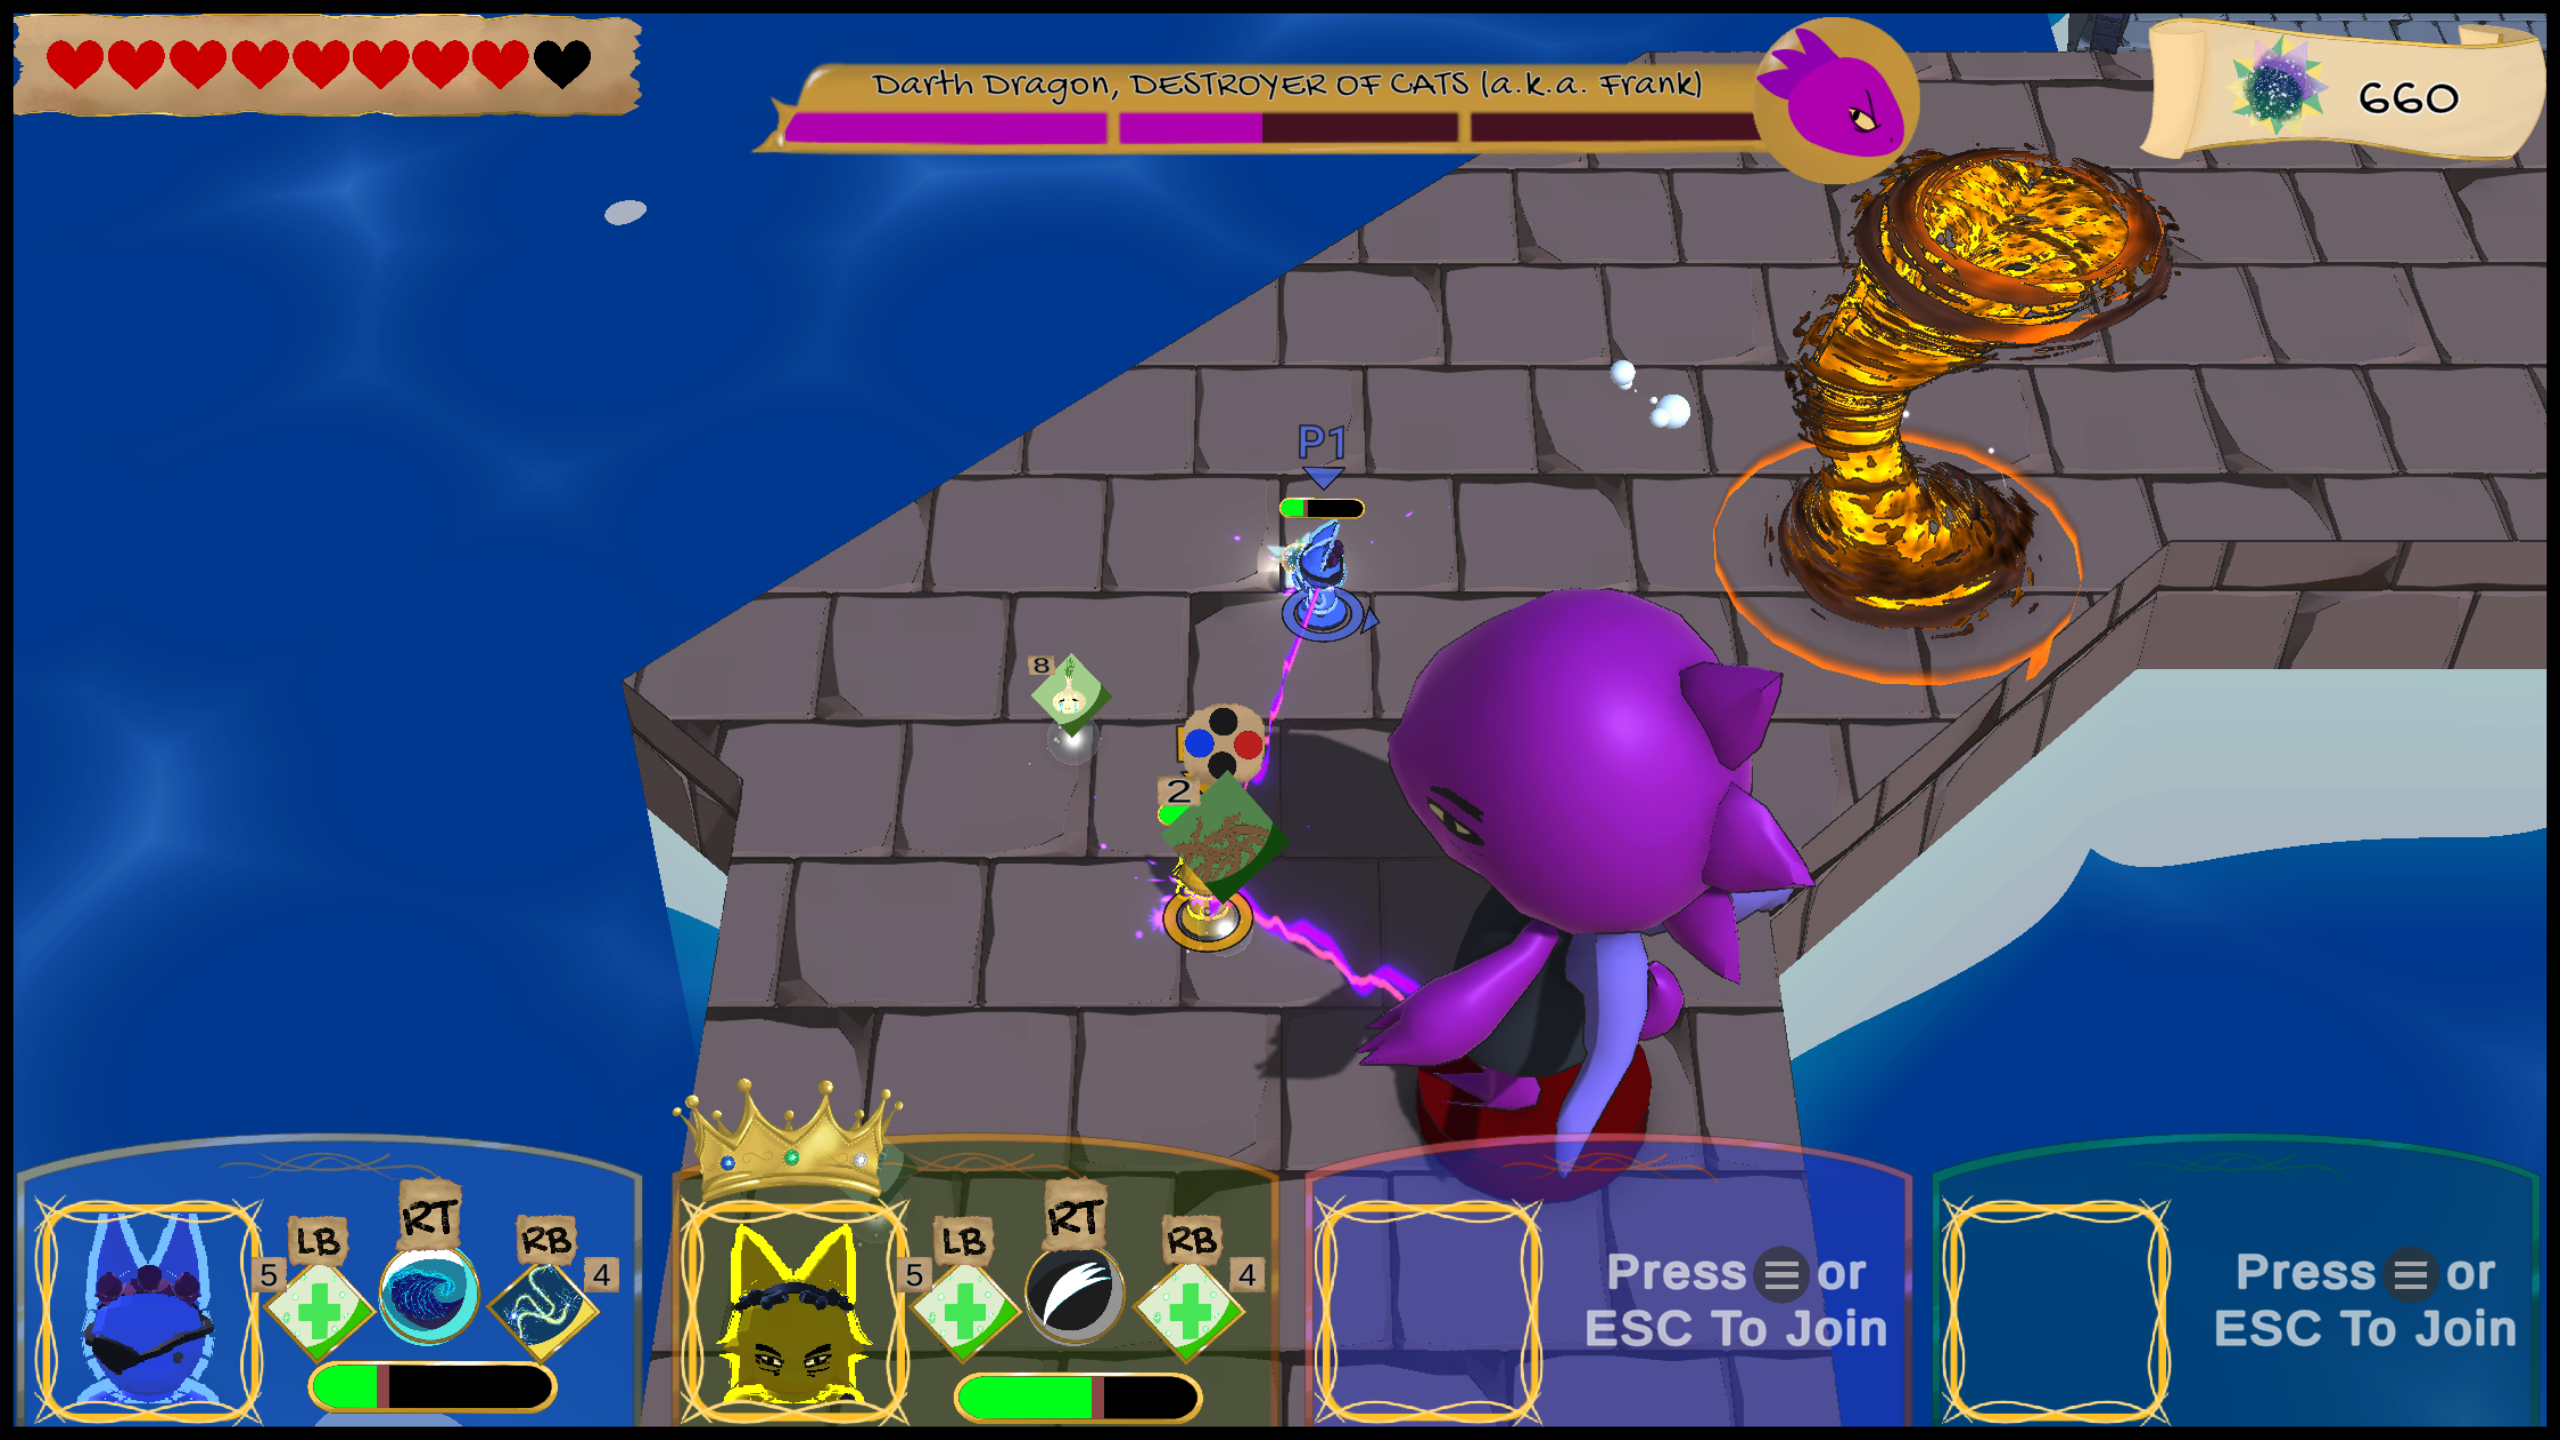 Darth Dragon, DESTROYER OF CATS (a.k.a. Frank)
660
P1
8
2
LB
RT
RB
5
4
LB
RT
RB
5
4
Press or
ESC To Join
Press or
ESC To Join